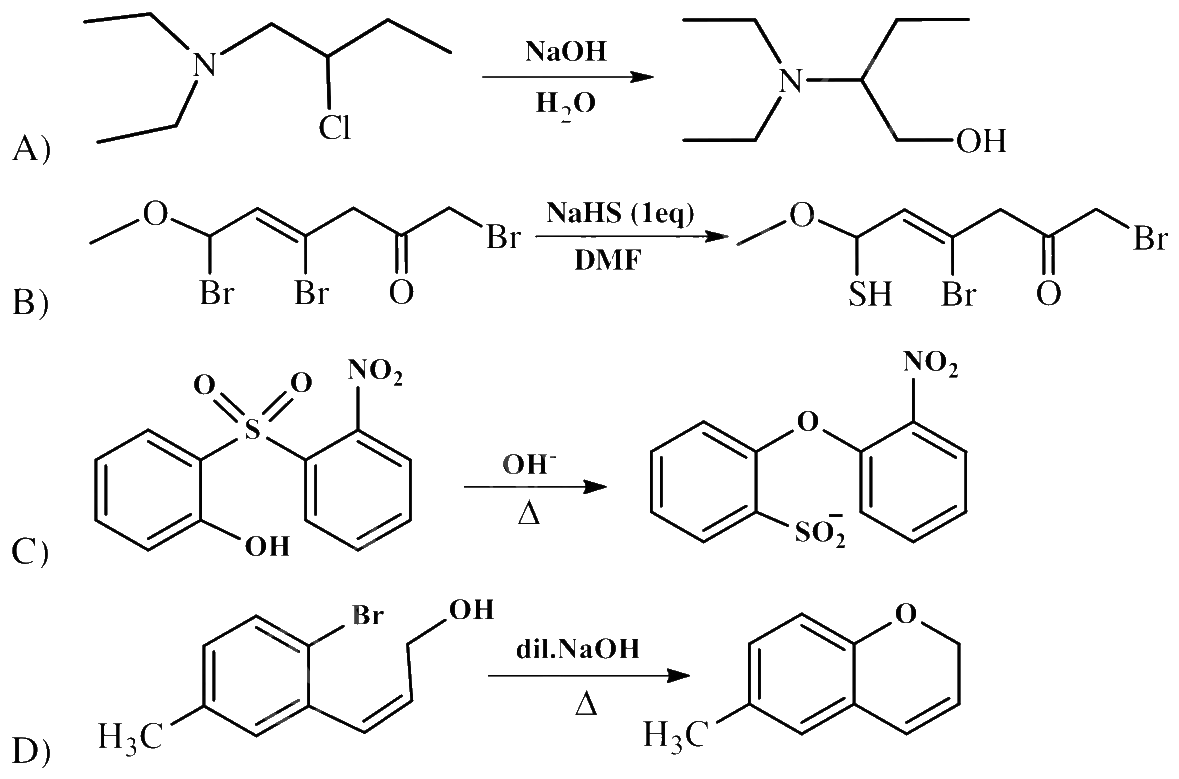 N
Cl
NaOH
H2O
N
OH
A)
O
Br
Br
O
Br
NaHS (1eq)
DMF
O
SH
Br
O
Br
B)
O
O
S
NO2
OH
OH-
Δ
O
NO2
SO2-
C)
Br
OH
H3C
dil.NaOH
Δ
O
H3C
D)